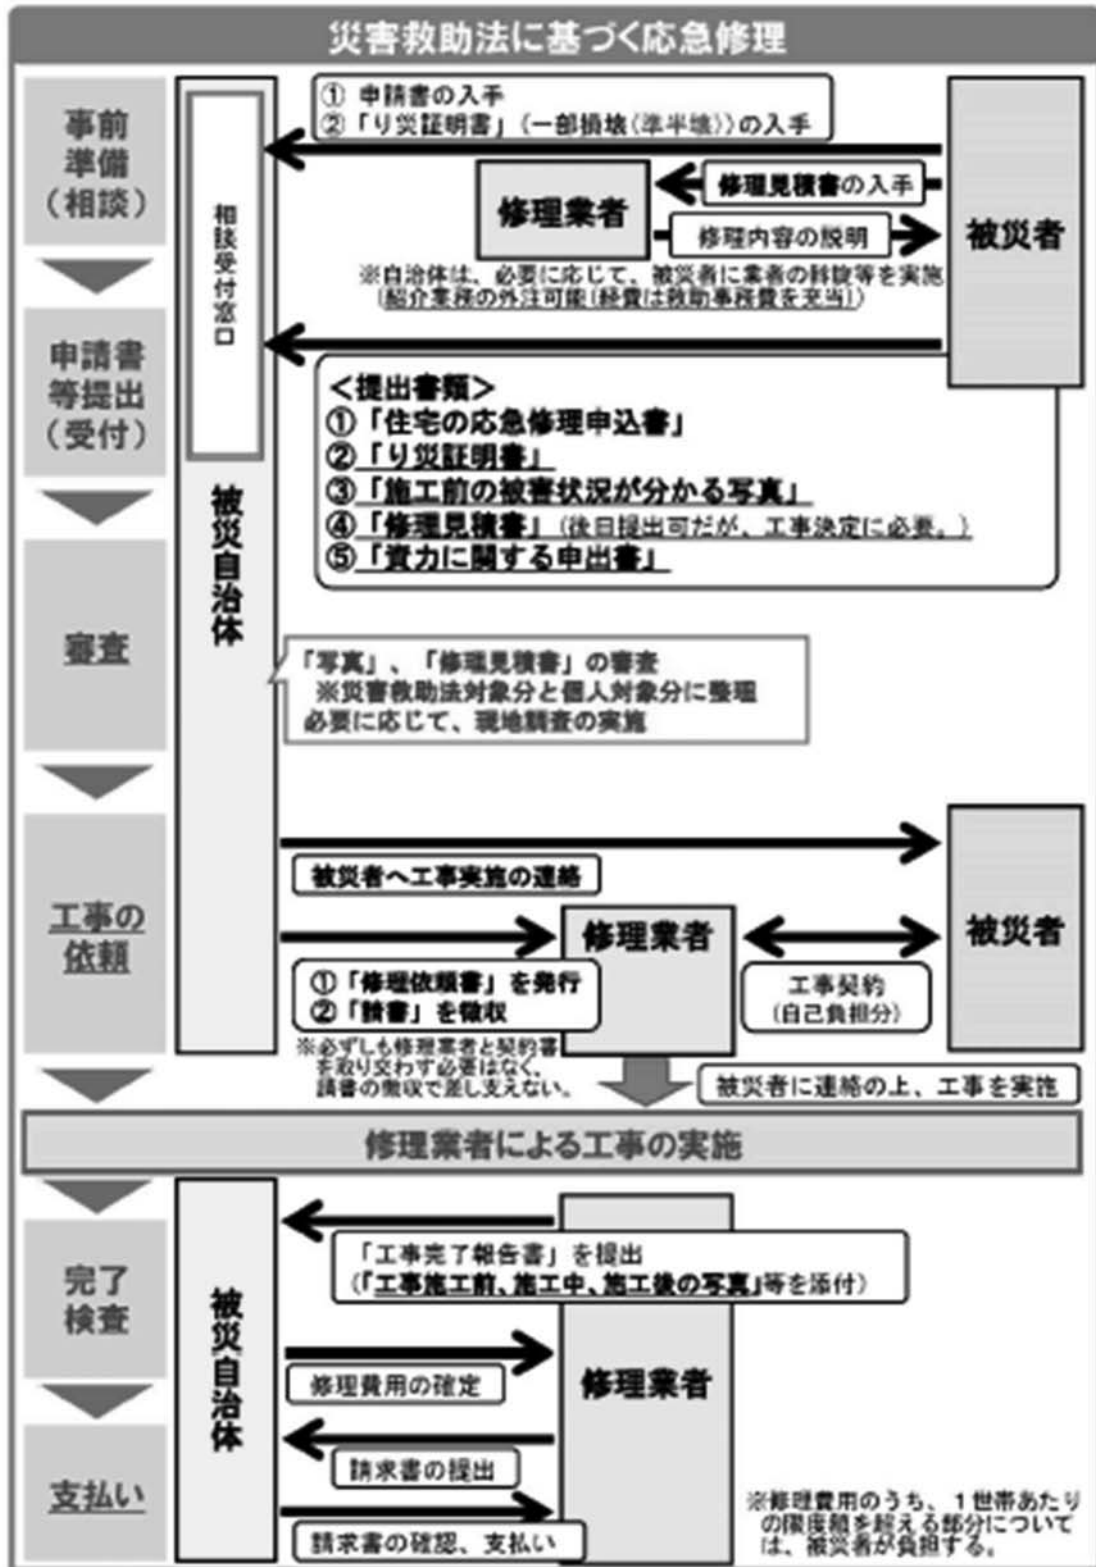 災害救助法に基づく応急修理
事前
準備
(相談)
相談受付窓口
① 申請書の入手
②「り災証明書」(一部損壊(準半壊))の入手
修理業者
修理見積書の入手
修理内容の説明
被災者
※自治体は、必要に応じて、被災者に業者の斡旋等を実施
(紹介業務の外注可能(経費は救助事務費を充当))
申請書
等提出
(受付)
<提出書類>
①「住宅の応急修理申込書」
②「り災証明書」
③「施工前の被害状況が分かる写真」
④「修理見積書」(後日提出可だが、工事決定に必要。)
⑤「資力に関する申出書」
被災自治体
審査
「写真」、「修理見積書」の審査
※災害救助法対象分と個人対象分に整理
必要に応じて、現地調査の実施
工事の
依頼
被災者へ工事実施の連絡
修理業者
被災者
①「修理依頼書」を発行
②「請書」を徴収
工事契約
(自己負担分)
※必ずしも修理業者と契約書
を取り交わす必要はなく、
請書の徴収で差し支えない。
被災者に連絡の上、工事を実施
修理業者による工事の実施
完了
検査
被災自治体
「工事完了報告書」を提出
(「工事施工前、施工中、施工後の写真」等を添付)
修理費用の確定
修理業者
支払い
請求書の提出
請求書の確認、支払い
※修理費用のうち、1世帯あたり
の限度額を超える部分について
は、被災者が負担する。